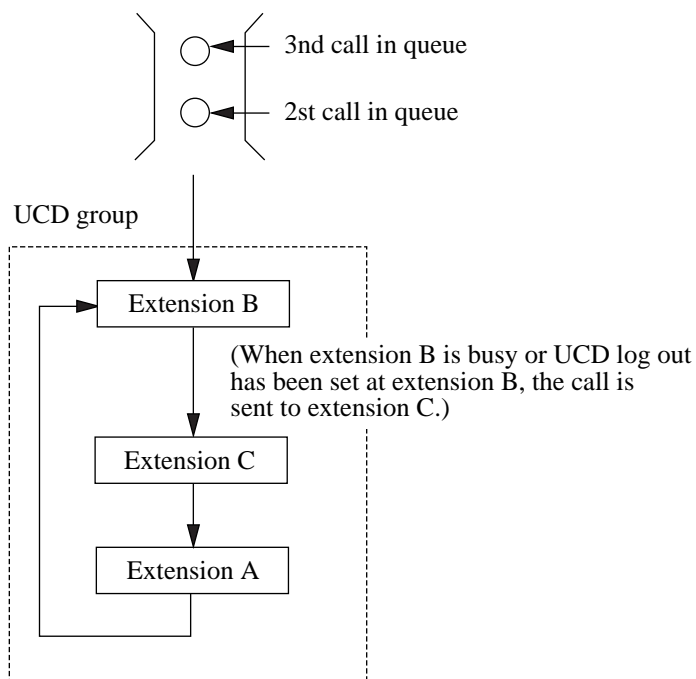 3nd call in queue
2st call in queue
UCD group
Extension B
(When extension B is busy or UCD log out
has been set at extension B, the call is
sent to extension C.)
Extension C
Extension A